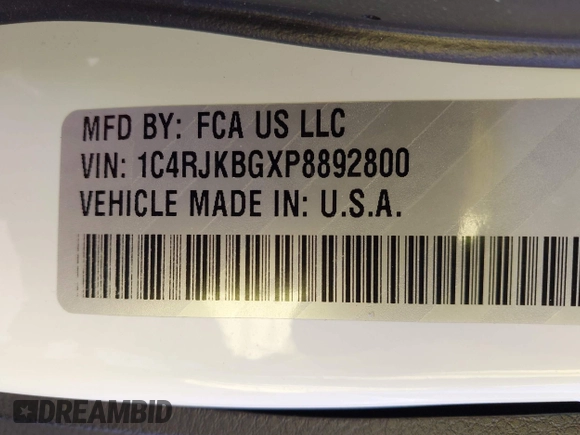 MFD BY: FCA US LLC
VIN: 1C4RJKBGXP8892800
VEHICLE MADE IN: U.S.A.
DREAMBID